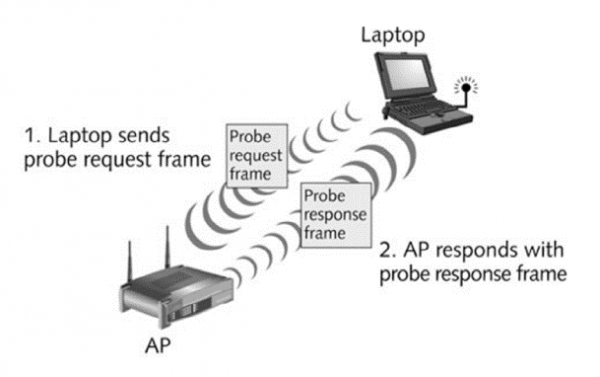 Laptop
1. Laptop sends
probe request frame
Probe
request
frame
Probe
response
frame
2. AP responds with
probe response frame
AP